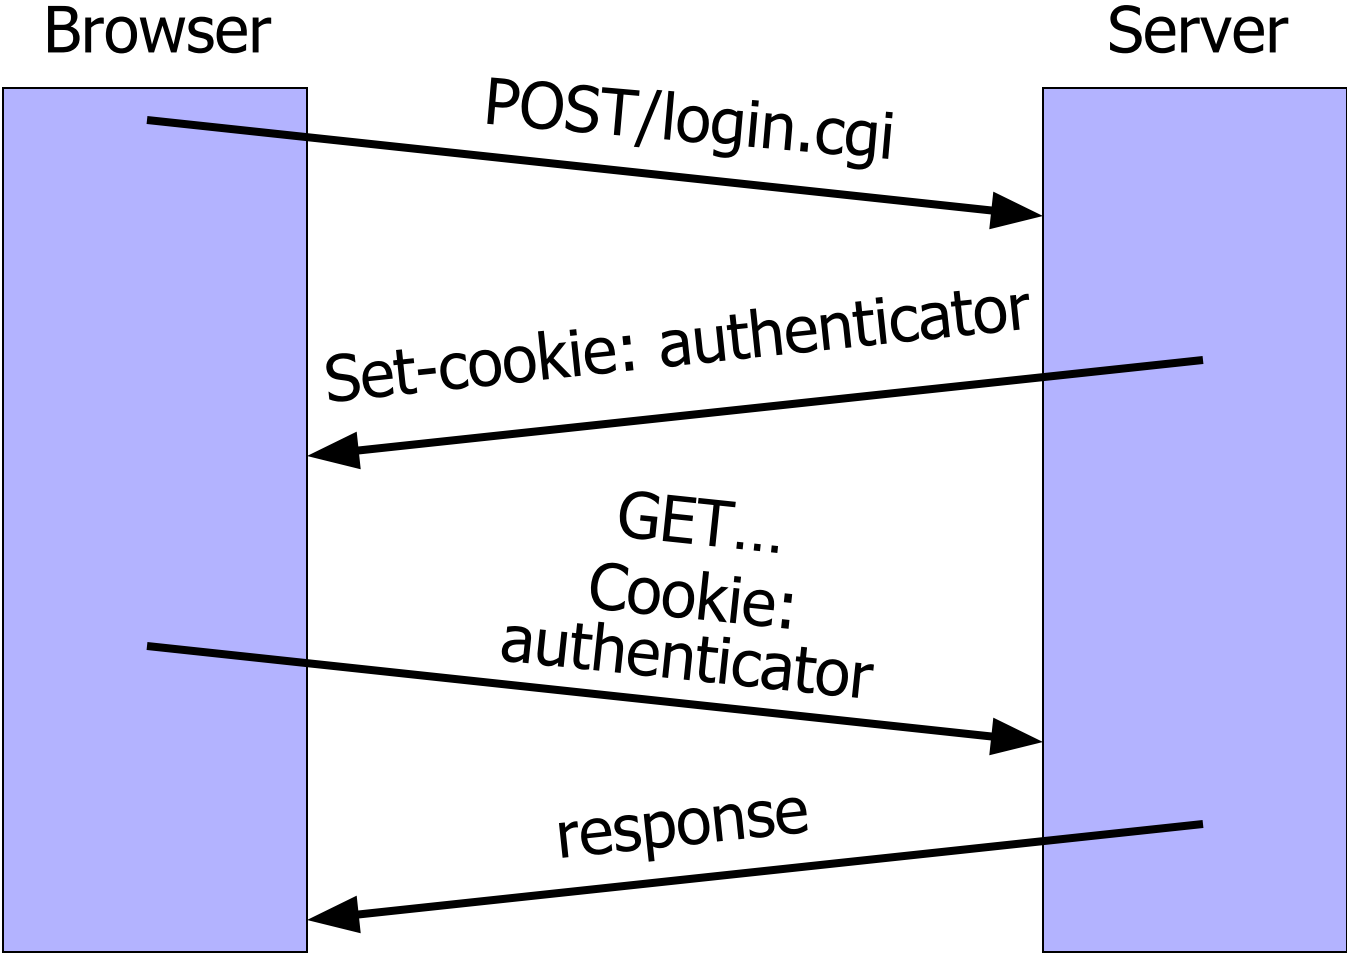 Browser
Server
POST/login.cgi
Set-cookie: authenticator
GET...
Cookie:
authenticator
response